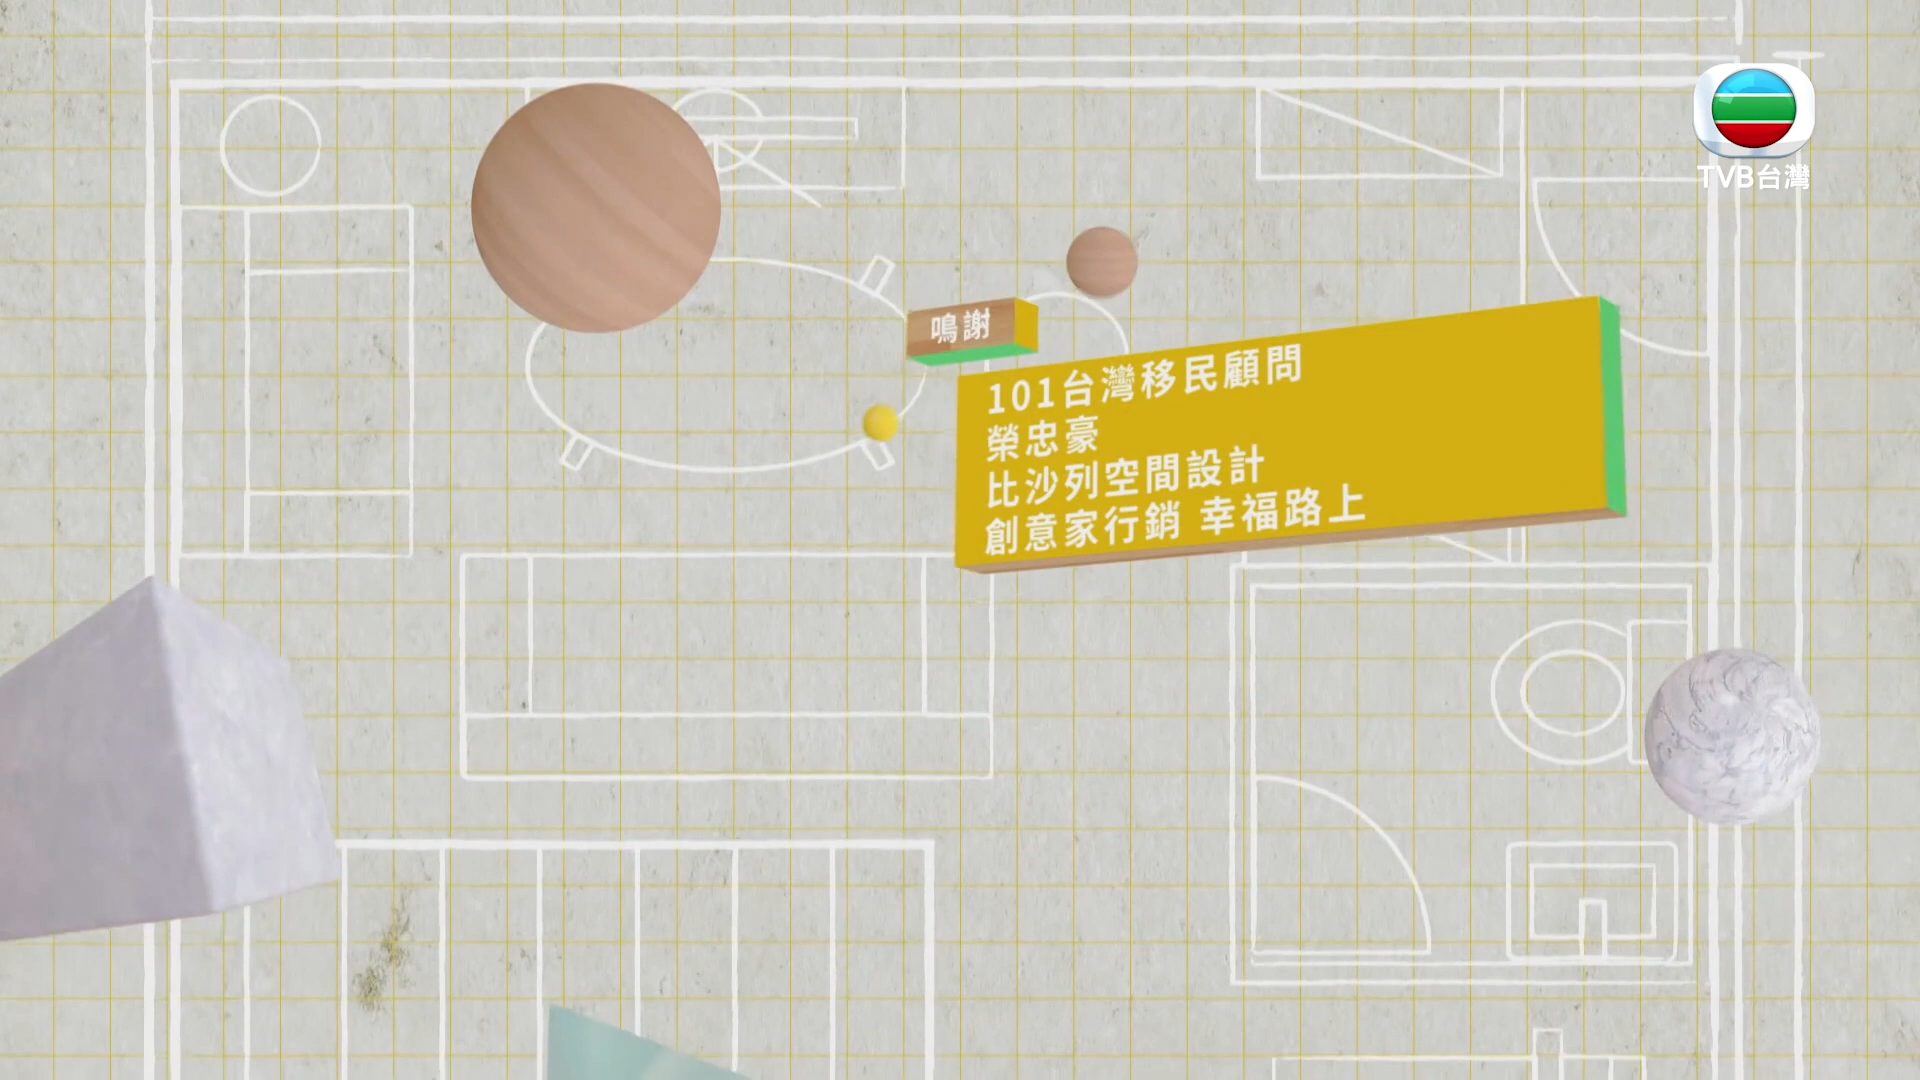 TVB台灣
鳴謝
101台灣移民顧問
榮忠豪
比沙列空間設計
創意家行銷 幸福路上